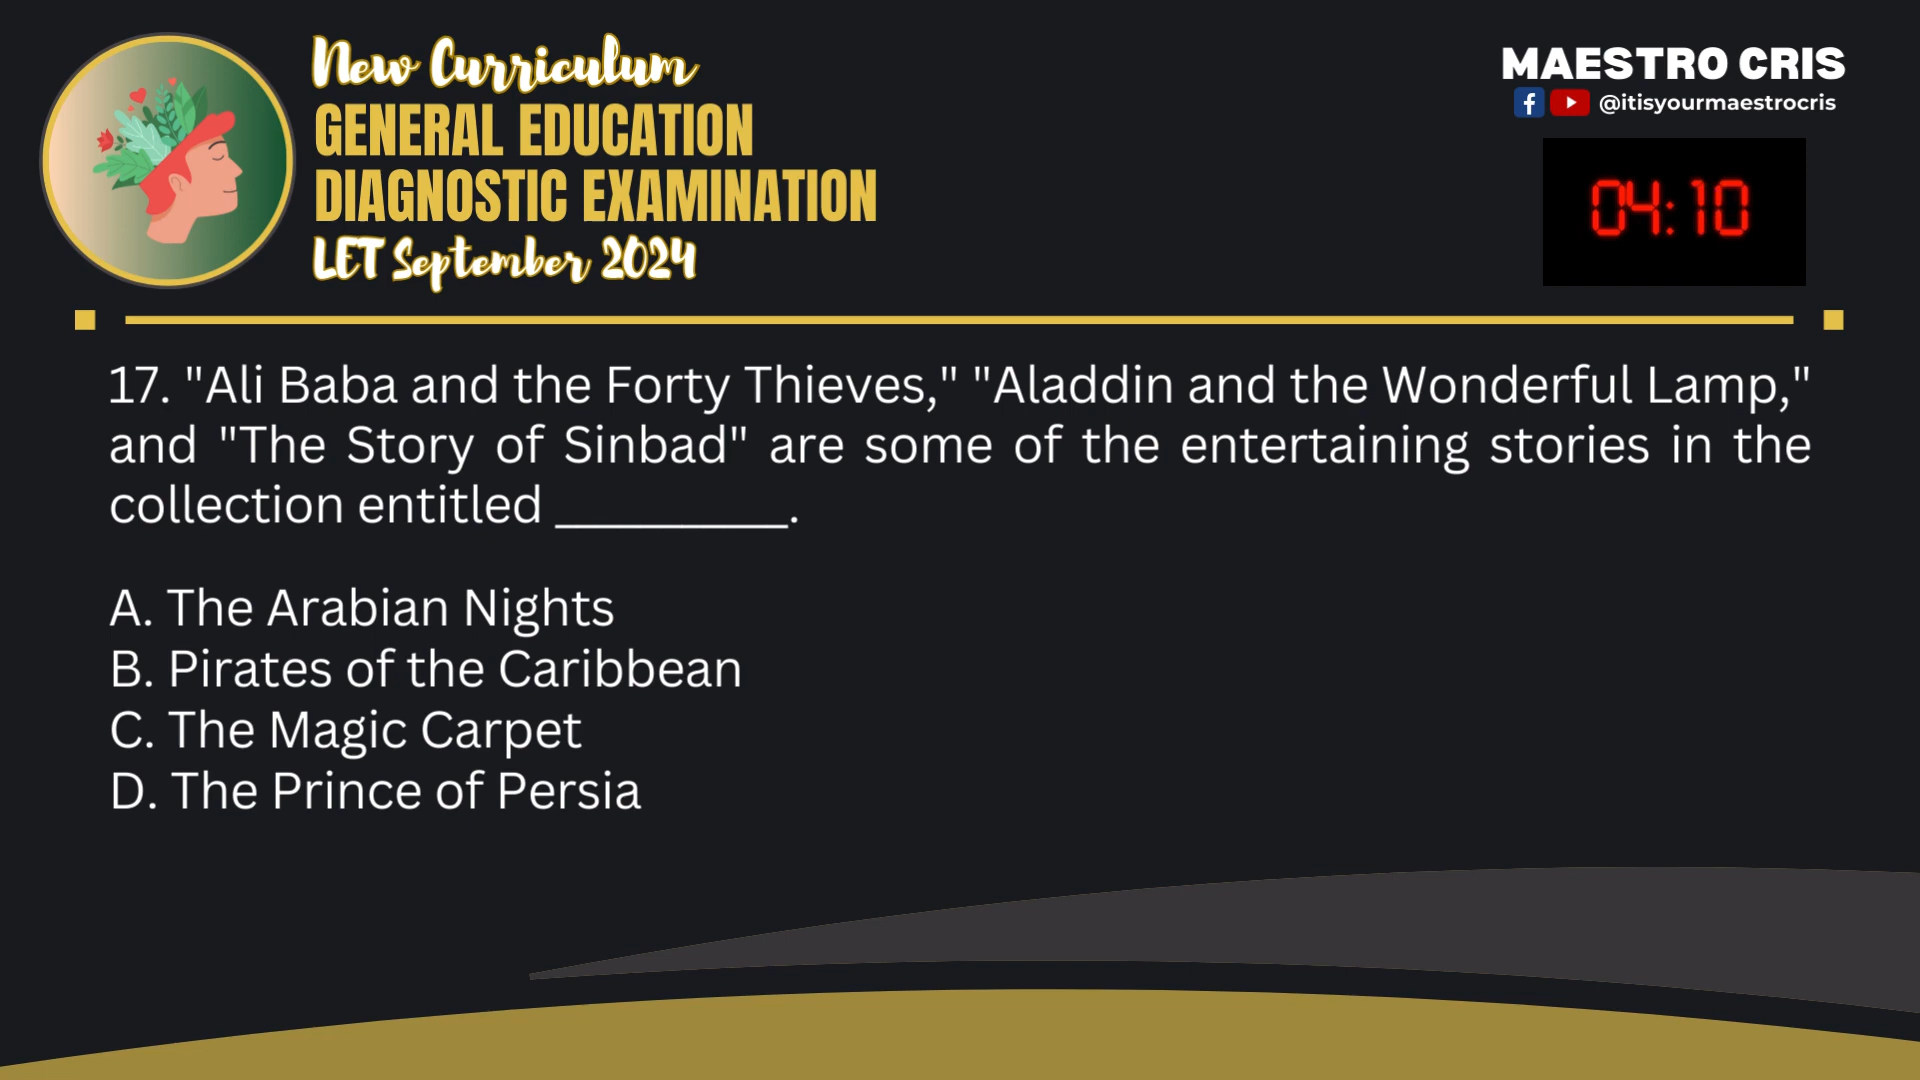 New Curriculum
GENERAL EDUCATION
DIAGNOSTIC EXAMINATION
LET September 2024
MAESTRO CRIS
@itisyourmaestrocris
04:10
17. "Ali Baba and the Forty Thieves," "Aladdin and the Wonderful Lamp,"
and "The Story of Sinbad" are some of the entertaining stories in the
collection entitled _________.
A. The Arabian Nights
B. Pirates of the Caribbean
C. The Magic Carpet
D. The Prince of Persia